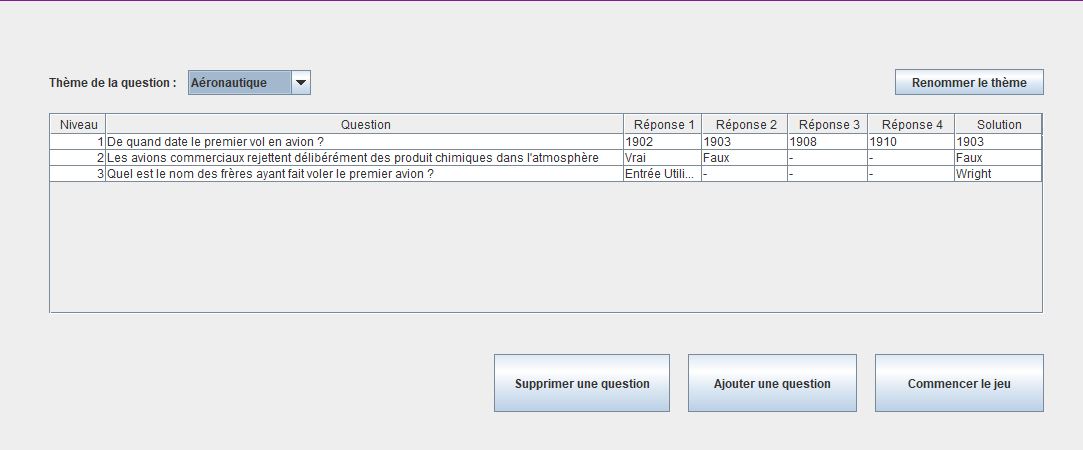 Thème de la question : Aéronautique Renommer le thème
Niveau Question Réponse 1 Réponse 2 Réponse 3 Réponse 4 Solution
1 De quand date le premier vol en avion ? 1902 1903 1908 1910 1903
2 Les avions commerciaux rejettent délibérément des produit chimiques dans l'atmosphère Vrai Faux - - Faux
3 Quel est le nom des frères ayant fait voler le premier avion ? Entrée Utili... - - - Wright
Supprimer une question Ajouter une question Commencer le jeu